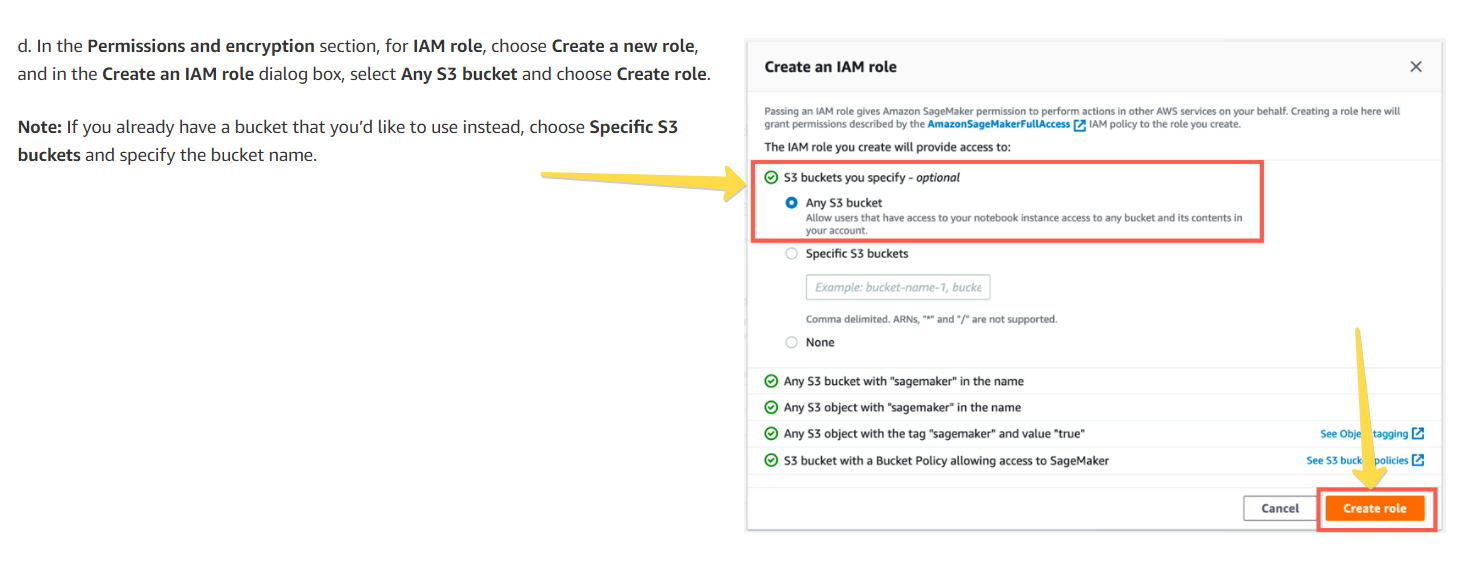 d. In the Permissions and encryption section, for IAM role, choose Create a new role,
and in the Create an IAM role dialog box, select Any S3 bucket and choose Create role.
Note: If you already have a bucket that you’d like to use instead, choose Specific S3
buckets and specify the bucket name.
Create an IAM role
Passing an IAM role gives Amazon SageMaker permission to perform actions in other AWS services on your behalf. Creating a role here will
grant permissions described by the AmazonSageMakerFullAccess IAM policy to the role you create.
The IAM role you create will provide access to:
S3 buckets you specify - optional
Any S3 bucket
Allow users that have access to your notebook instance access to any bucket and its contents in
your account.
Specific S3 buckets
Example: bucket-name-1, bucke
Comma delimited. ARNs, "*" and "/" are not supported.
None
Any S3 bucket with "sagemaker" in the name
Any S3 object with "sagemaker" in the name
Any S3 object with the tag "sagemaker" and value "true"
See Obje tagging
S3 bucket with a Bucket Policy allowing access to SageMaker
See S3 buck policies
Cancel
Create role